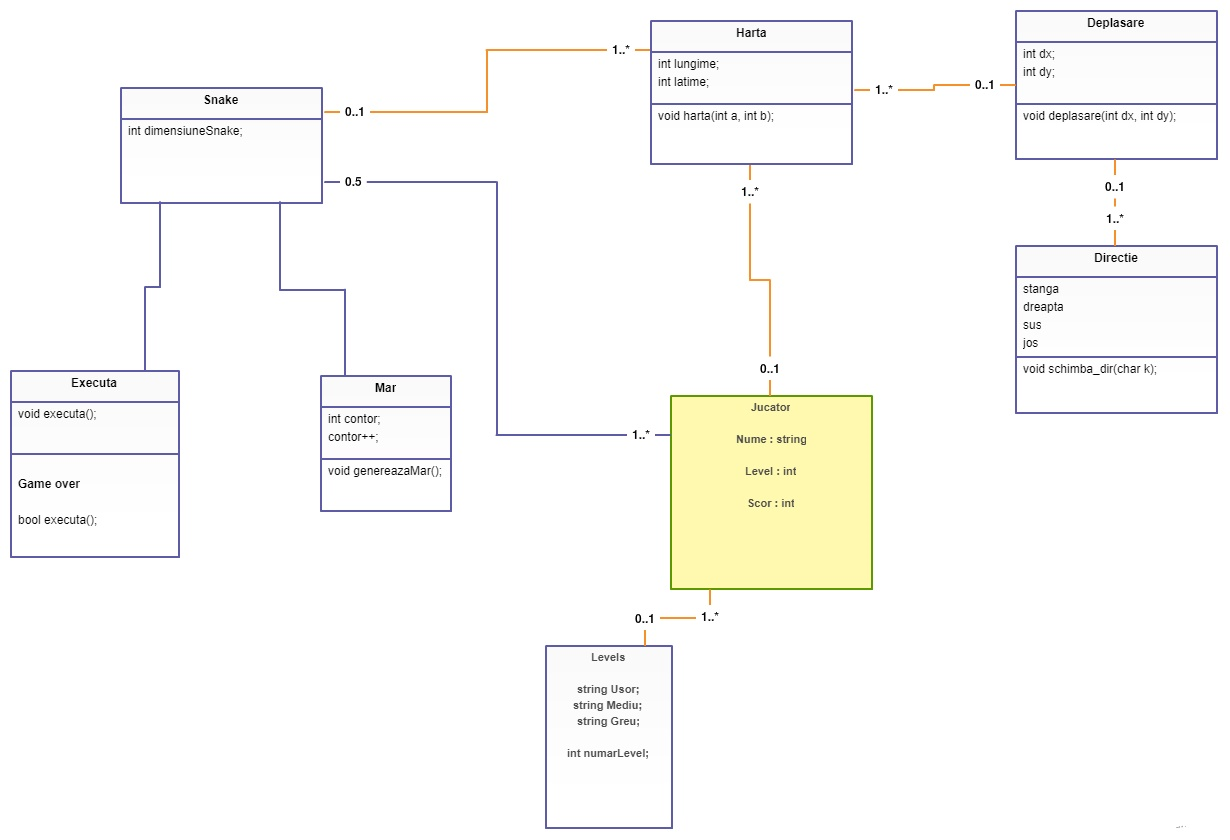 Harta
int lungime;
int latime;
void harta(int a, int b);
Deplasare
int dx;
int dy;
void deplasare(int dx, int dy);
Snake
int dimensiuneSnake;
1..*
0..1
1..*
0..1
0.5
1..*
0..1
1..*
Directie
stanga
dreapta
sus
jos
void schimba_dir(char k);
Executa
void executa();
Game over
bool executa();
Mar
int contor;
contor++;
void genereazaMar();
0..1
1..*
Jucator
Nume : string
Level : int
Scor : int
0..1
1..*
Levels
string Usor;
string Mediu;
string Greu;
int numarLevel;